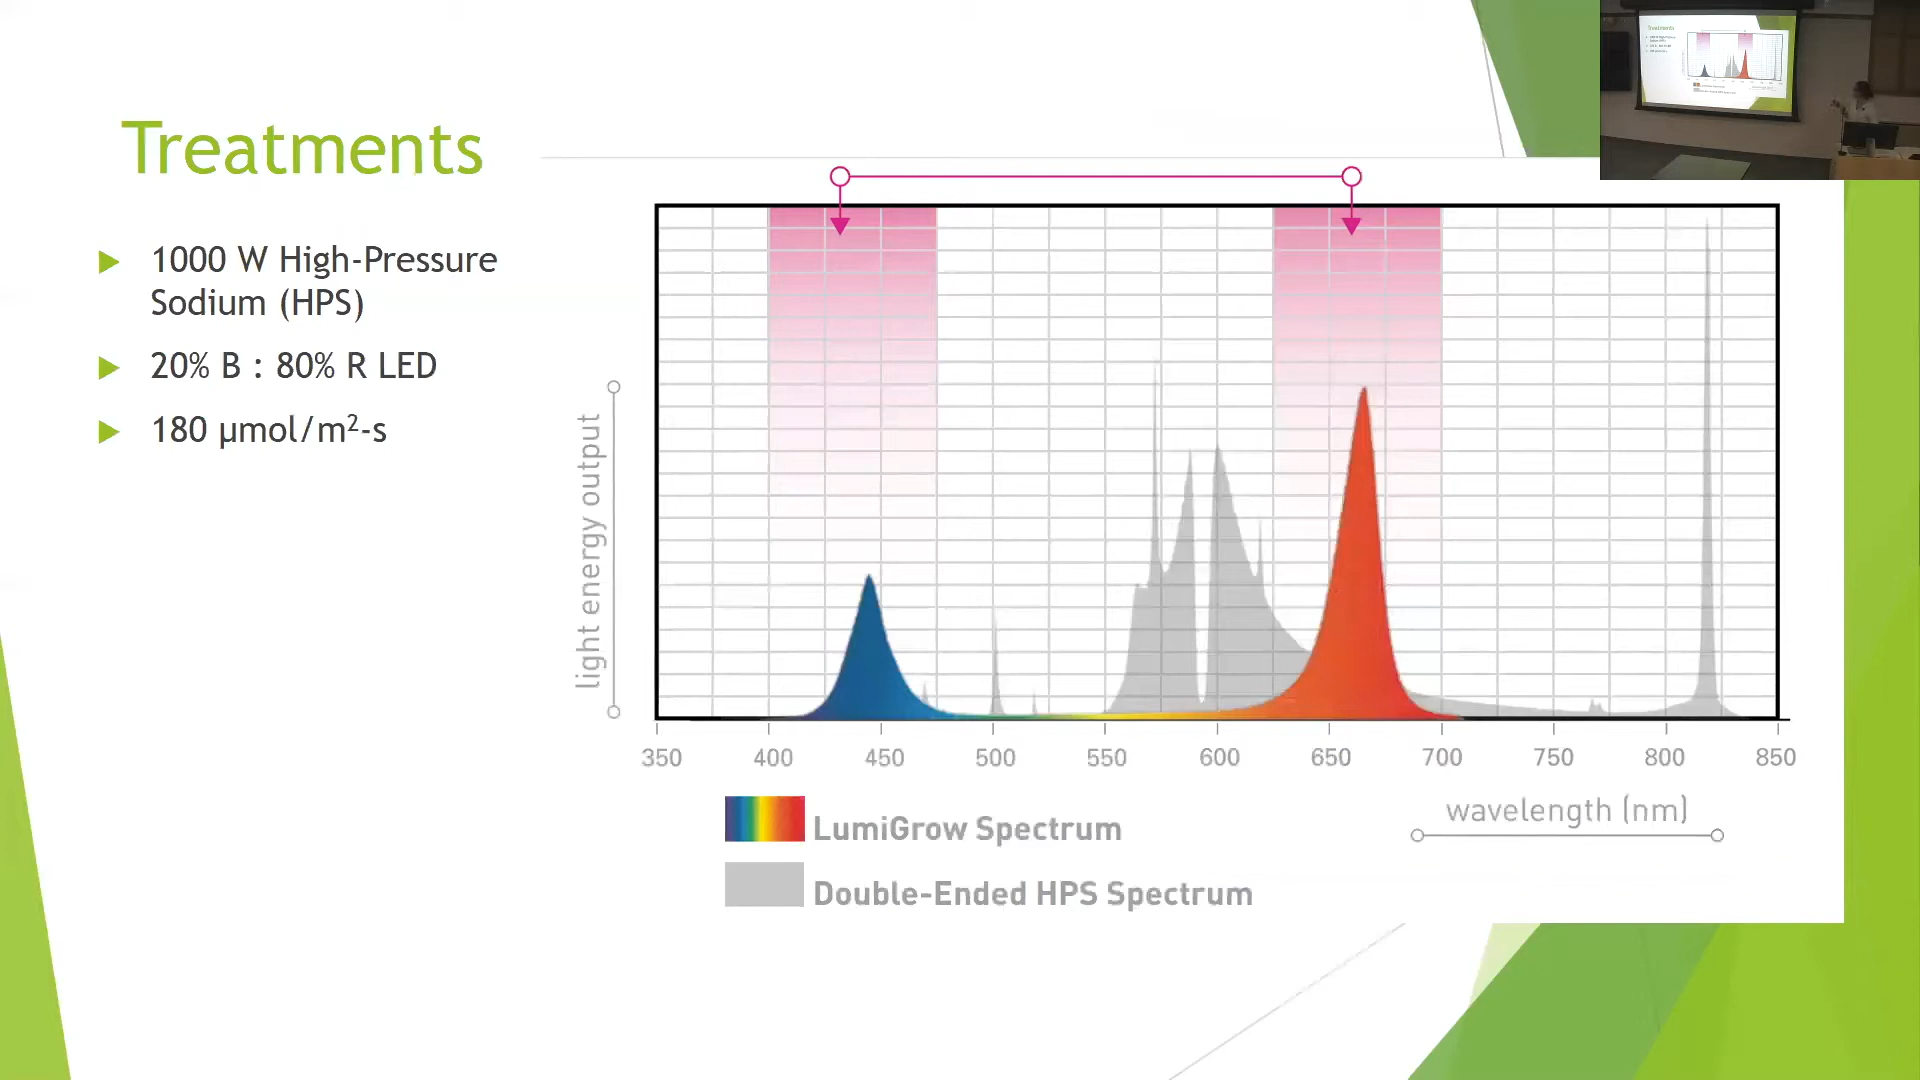 Treatments
1000 W High-Pressure
Sodium (HPS)
20% B : 80% R LED
180 µmol/m²-s
light energy output
350 400 450 500 550 600 650 700 750 800 850
wavelength (nm)
LumiGrow Spectrum
Double-Ended HPS Spectrum
Treatments